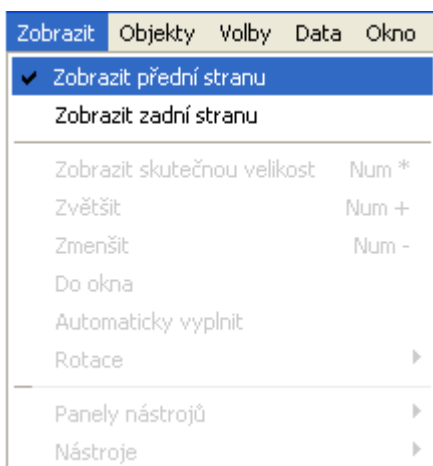 Zobrazit Objekty Volby Data Okno
Zobrazit přední stranu
Zobrazit zadní stranu
Zobrazit skutečnou velikost Num *
Zvětšit Num +
Zmenšit Num -
Do okna
Automaticky vyplnit
Rotace
Panely nástrojů
Nástroje